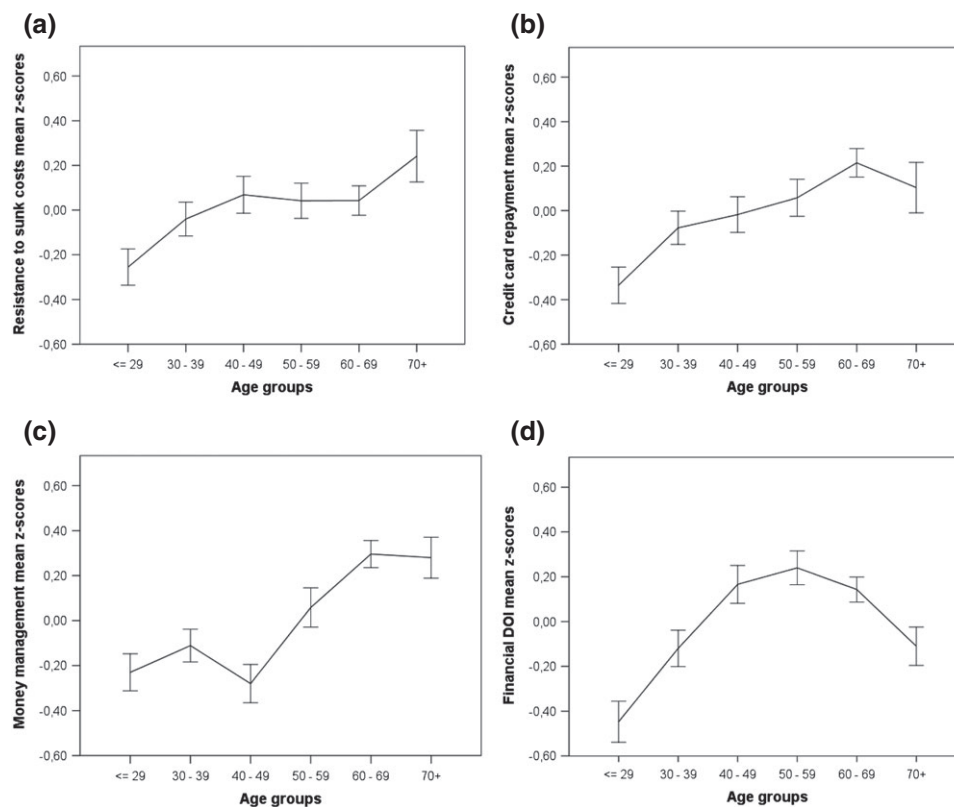 (a)
Resistance to sunk costs mean z-scores
0,60
0,40
0,20
0,00
-0,20
-0,40
-0,60
<= 29
30 - 39
40 - 49
50 - 59
60 - 69
70+
Age groups
(b)
Credit card repayment mean z-scores
0,60
0,40
0,20
0,00
-0,20
-0,40
-0,60
<= 29
30 - 39
40 - 49
50 - 59
60 - 69
70+
Age groups
(c)
Money management mean z-scores
0,60
0,40
0,20
0,00
-0,20
-0,40
-0,60
<= 29
30 - 39
40 - 49
50 - 59
60 - 69
70+
Age groups
(d)
Financial DOI mean z-scores
0,60
0,40
0,20
0,00
-0,20
-0,40
-0,60
<= 29
30 - 39
40 - 49
50 - 59
60 - 69
70+
Age groups